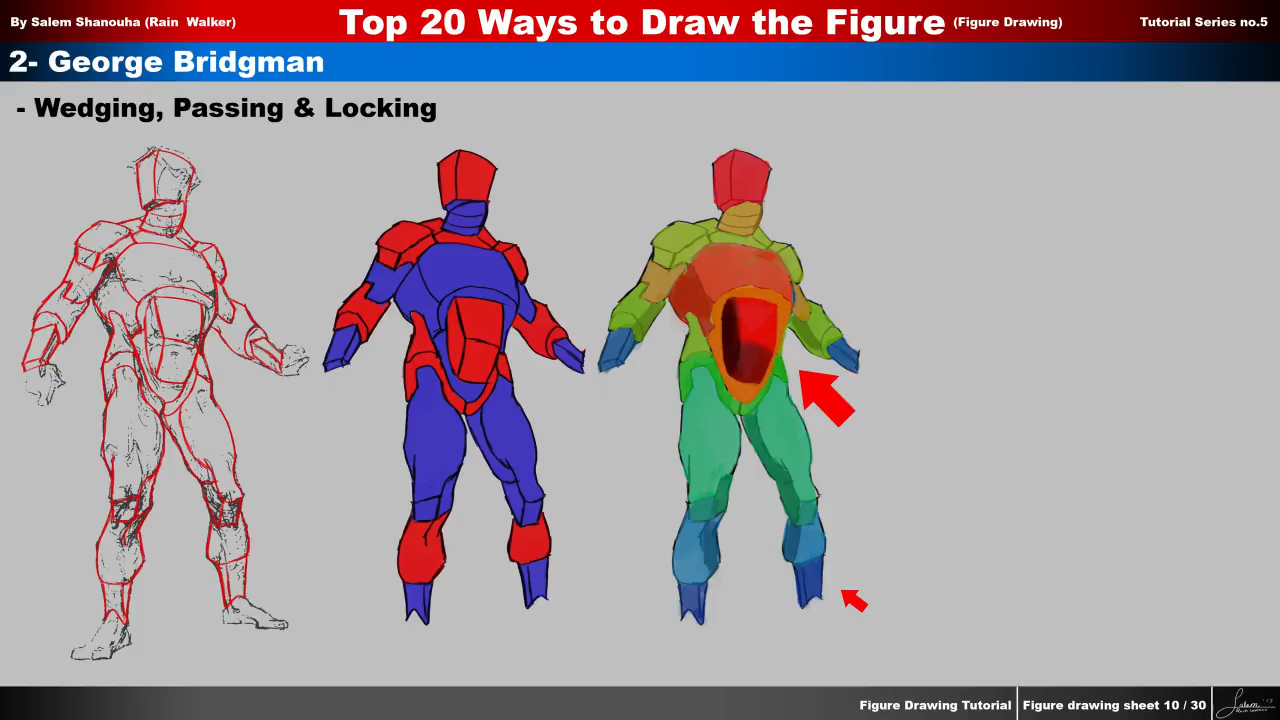 By Salem Shanouha (Rain Walker)
Top 20 Ways to Draw the Figure (Figure Drawing)
Tutorial Series no.5
2- George Bridgman
- Wedging, Passing & Locking
Figure Drawing Tutorial
Figure drawing sheet 10 / 30
Salem